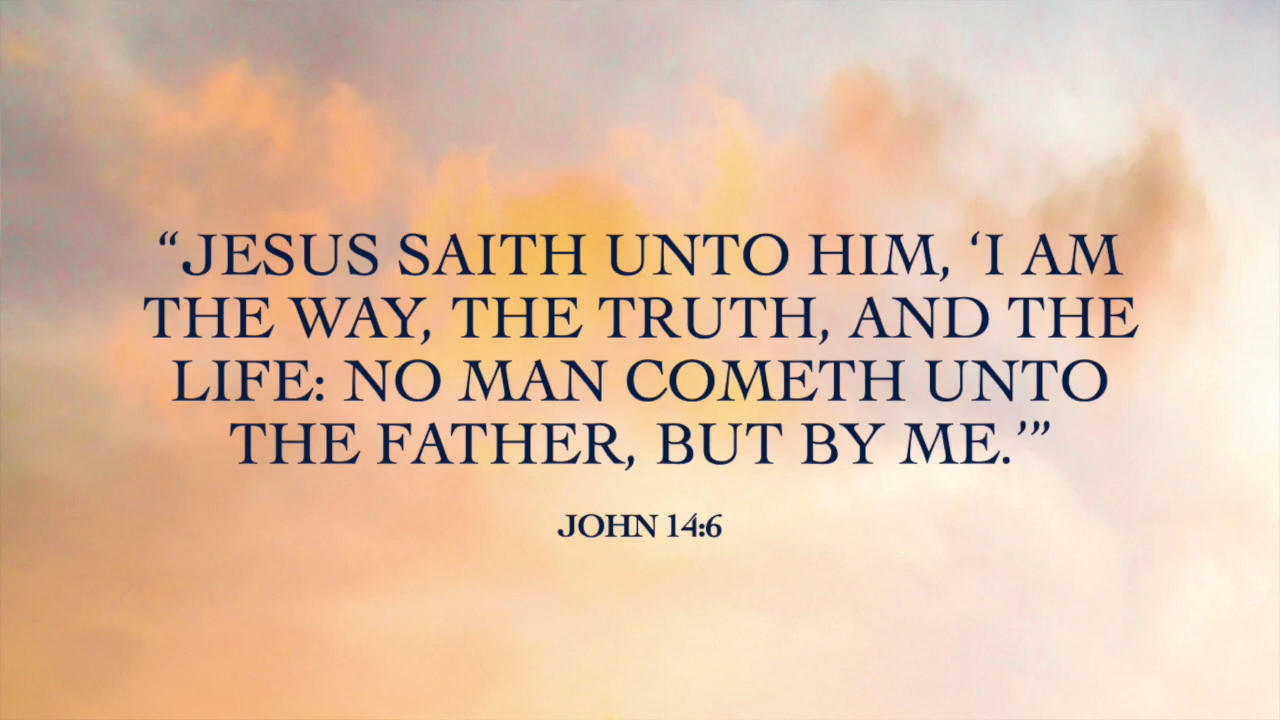 “JESUS SAITH UNTO HIM, ‘I AM
THE WAY, THE TRUTH, AND THE
LIFE: NO MAN COMETH UNTO
THE FATHER, BUT BY ME.’”
JOHN 14:6